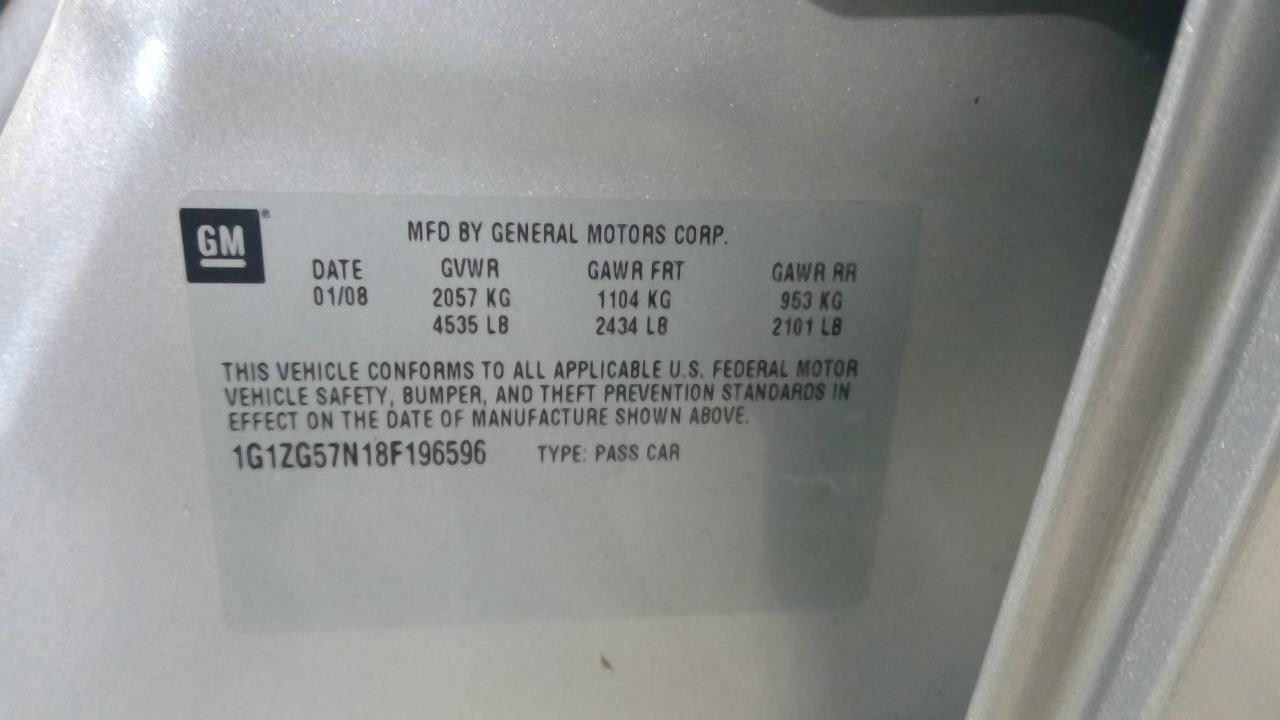 GM®
MFD BY GENERAL MOTORS CORP.
DATE GVWR GAWR FRT GAWR RR
01/08 2057 KG 1104 KG 953 KG
4535 LB 2434 LB 2101 LB
THIS VEHICLE CONFORMS TO ALL APPLICABLE U.S. FEDERAL MOTOR
VEHICLE SAFETY, BUMPER, AND THEFT PREVENTION STANDARDS IN
EFFECT ON THE DATE OF MANUFACTURE SHOWN ABOVE.
1G1ZG57N18F196596 TYPE: PASS CAR